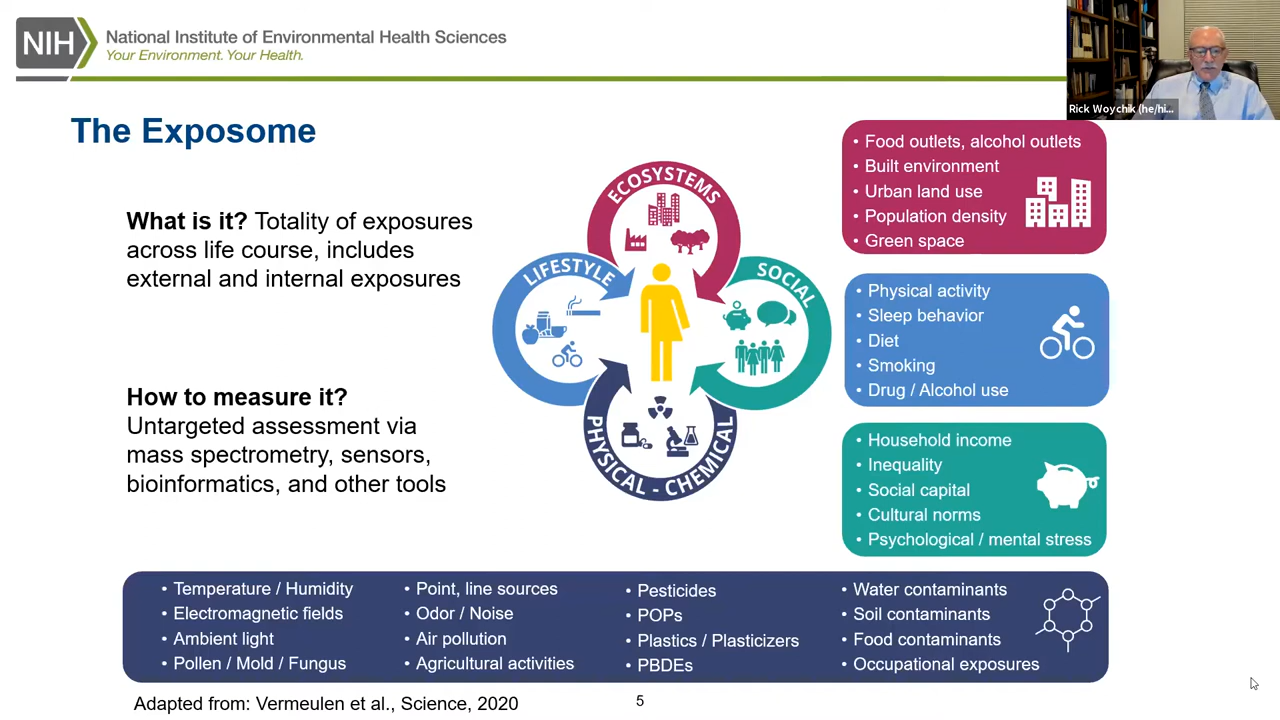 NIH
National Institute of Environmental Health Sciences
Your Environment. Your Health.
Rick Woychik (he/hi...
The Exposome
What is it? Totality of exposures
across life course, includes
external and internal exposures
How to measure it?
Untargeted assessment via
mass spectrometry, sensors,
bioinformatics, and other tools
ECOSYSTEMS
LIFESTYLE
SOCIAL
PHYSICAL - CHEMICAL
• Food outlets, alcohol outlets
• Built environment
• Urban land use
• Population density
• Green space
• Physical activity
• Sleep behavior
• Diet
• Smoking
• Drug / Alcohol use
• Household income
• Inequality
• Social capital
• Cultural norms
• Psychological / mental stress
• Temperature / Humidity
• Electromagnetic fields
• Ambient light
• Pollen / Mold / Fungus
• Point, line sources
• Odor / Noise
• Air pollution
• Agricultural activities
• Pesticides
• POPs
• Plastics / Plasticizers
• PBDEs
• Water contaminants
• Soil contaminants
• Food contaminants
• Occupational exposures
Adapted from: Vermeulen et al., Science, 2020
5